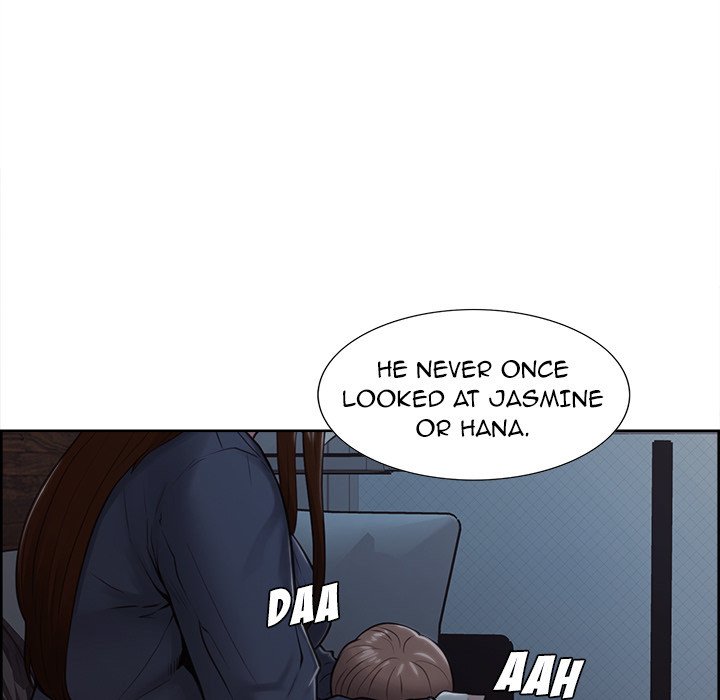 HE NEVER ONCE
LOOKED AT JASMINE
OR HANA.
DAA
AAH